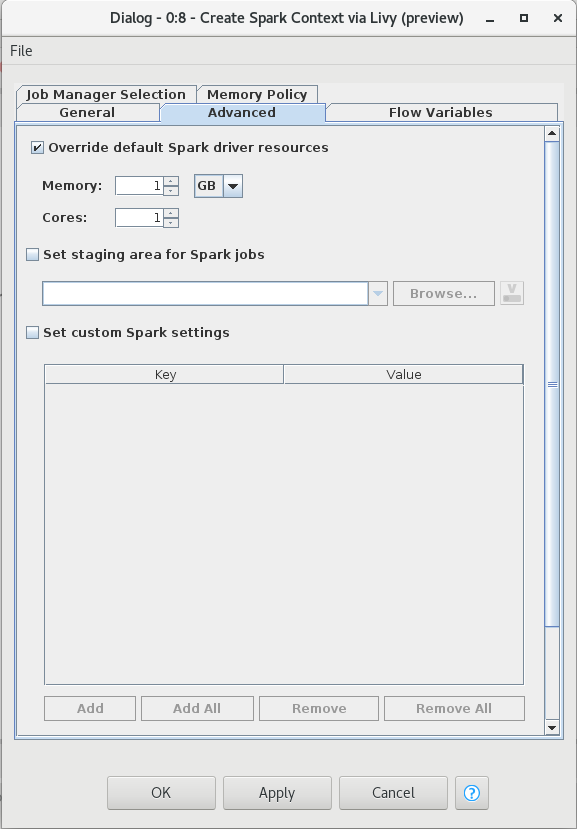 Dialog - 0:8 - Create Spark Context via Livy (preview)
File
Job Manager Selection Memory Policy
General Advanced Flow Variables
Override default Spark driver resources
Memory: 1 GB
Cores: 1
Set staging area for Spark jobs
Browse... V
Set custom Spark settings
Key Value
Add Add All Remove Remove All
OK Apply Cancel ?